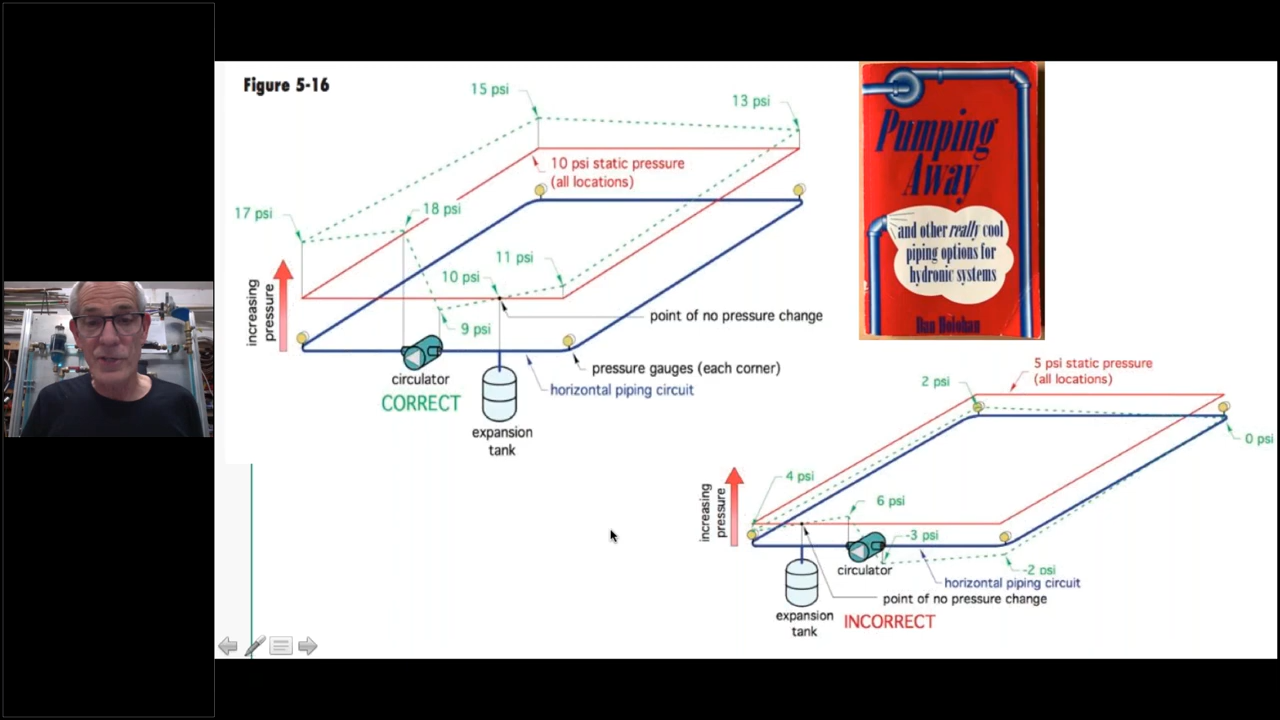 Figure 5-16
15 psi
13 psi
10 psi static pressure
(all locations)
17 psi
18 psi
11 psi
10 psi
increasing
pressure
9 psi
point of no pressure change
pressure gauges (each corner)
circulator
horizontal piping circuit
CORRECT
expansion
tank
Pumping
Away
and other really cool
piping options for
hydronic systems
Dan Holohan
5 psi static pressure
(all locations)
2 psi
0 psi
4 psi
increasing
pressure
6 psi
-3 psi
circulator
-2 psi
horizontal piping circuit
point of no pressure change
expansion
tank
INCORRECT